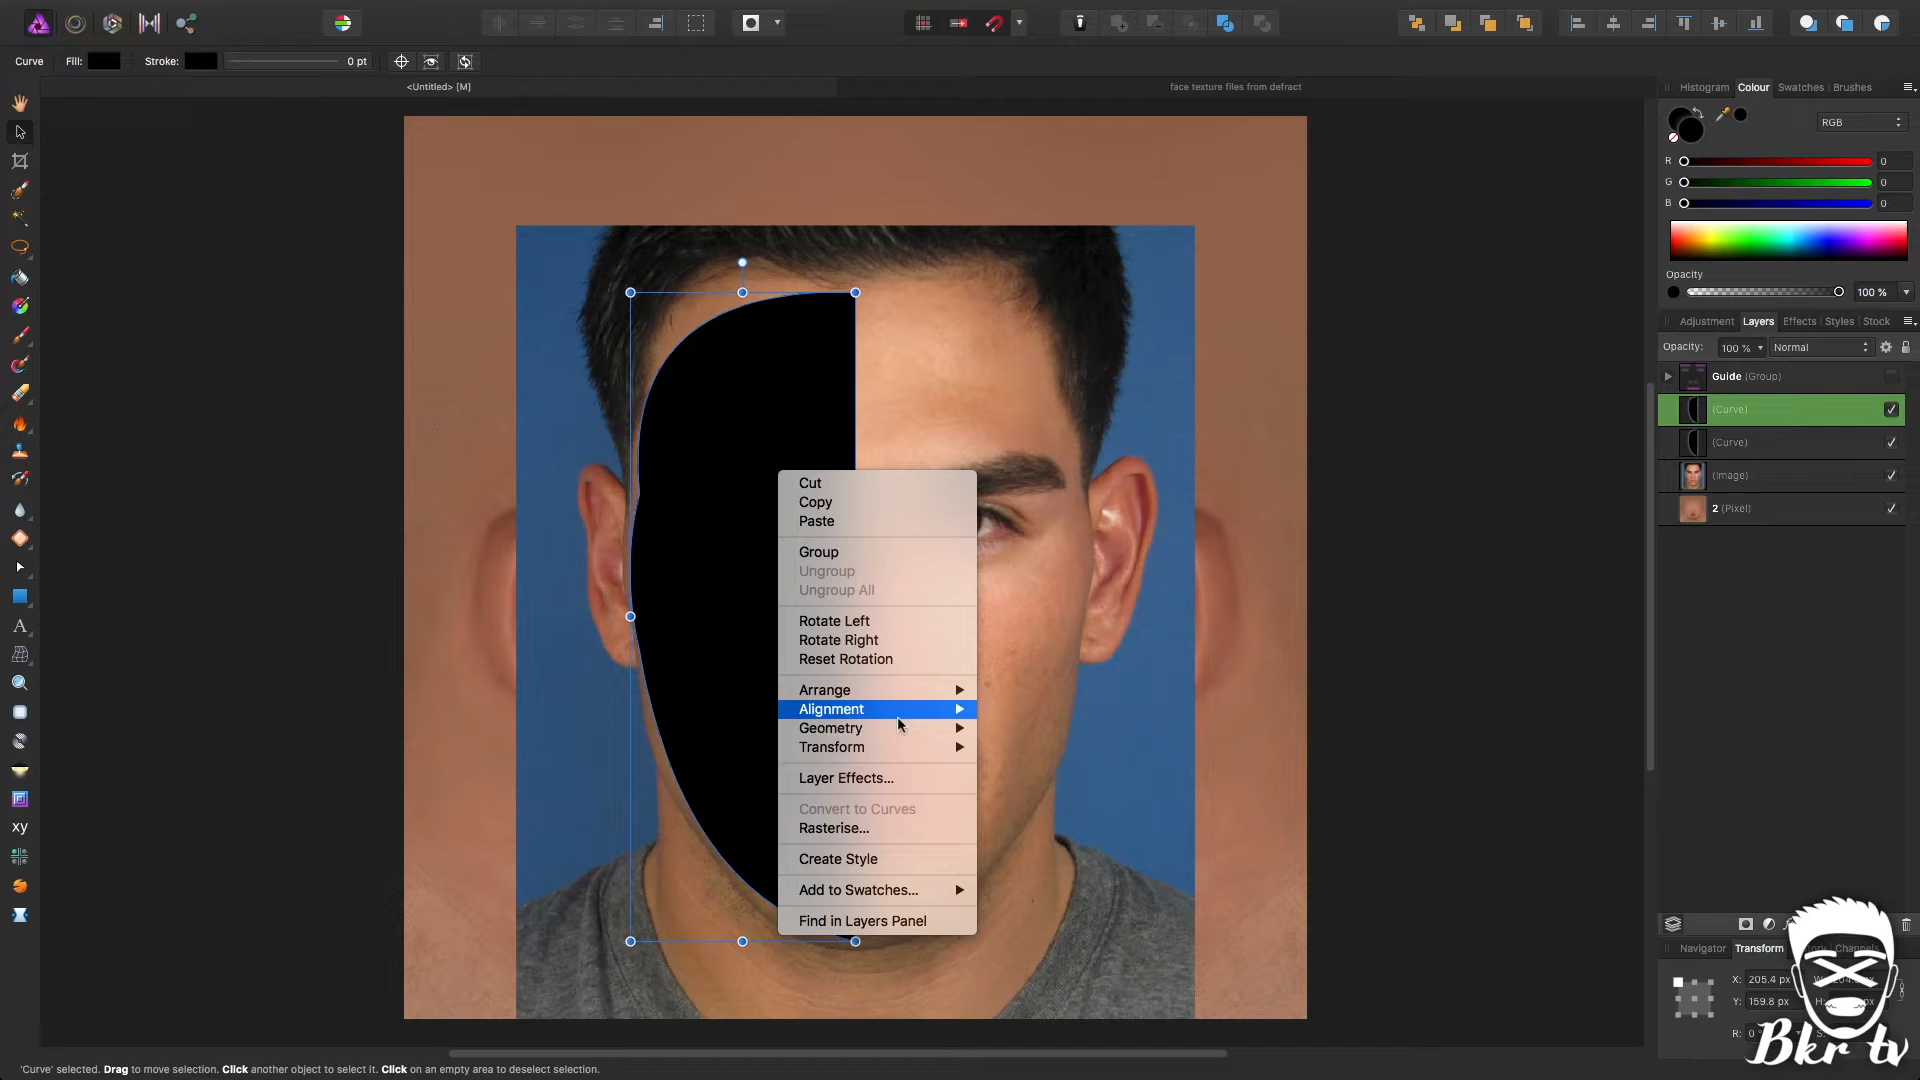 Curve Fill: Stroke: 0 pt
<Untitled> [M] face texture files from defract
Histogram Colour Swatches Brushes
RGB
R 0
G 0
B 0
Opacity
100 %
Adjustment Layers Effects Styles Stock
Opacity: 100 % Normal
Guide (Group)
(Curve)
(Curve)
(Image)
2 (Pixel)
Cut
Copy
Paste
Group
Ungroup
Ungroup All
Rotate Left
Rotate Right
Reset Rotation
Arrange
Alignment
Geometry
Transform
Layer Effects...
Convert to Curves
Rasterise...
Create Style
Add to Swatches...
Find in Layers Panel
A
xy
Navigator Transform Channels
X: 205.4 px
Y: 159.8 px
R:
Bkr tv
'Curve' selected. Drag to move selection. Click another object to select it. Click on an empty area to deselect selection.